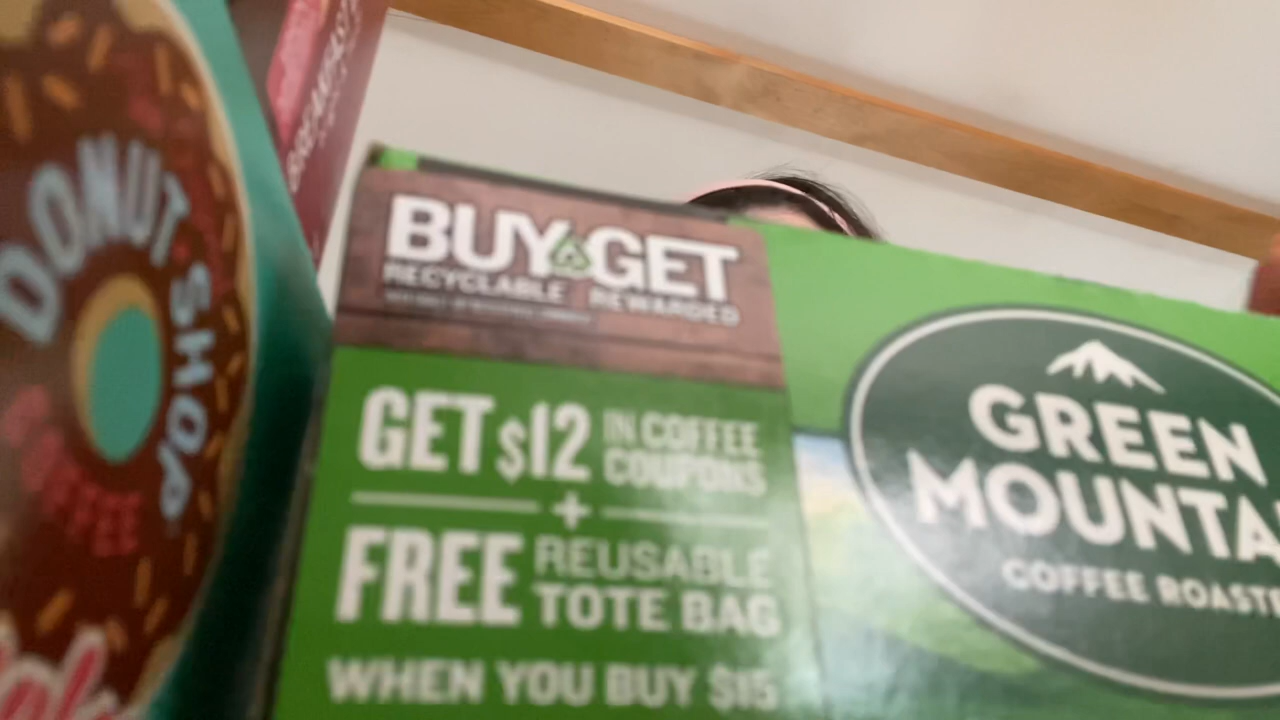 DONUT SHOP
BREAKFAST
BUY & GET
RECYCLABLE REWARDED
GET $12 IN COFFEE COUPONS
+
FREE REUSABLE TOTE BAG
WHEN YOU BUY $15
GREEN
MOUNTA
COFFEE ROASTE